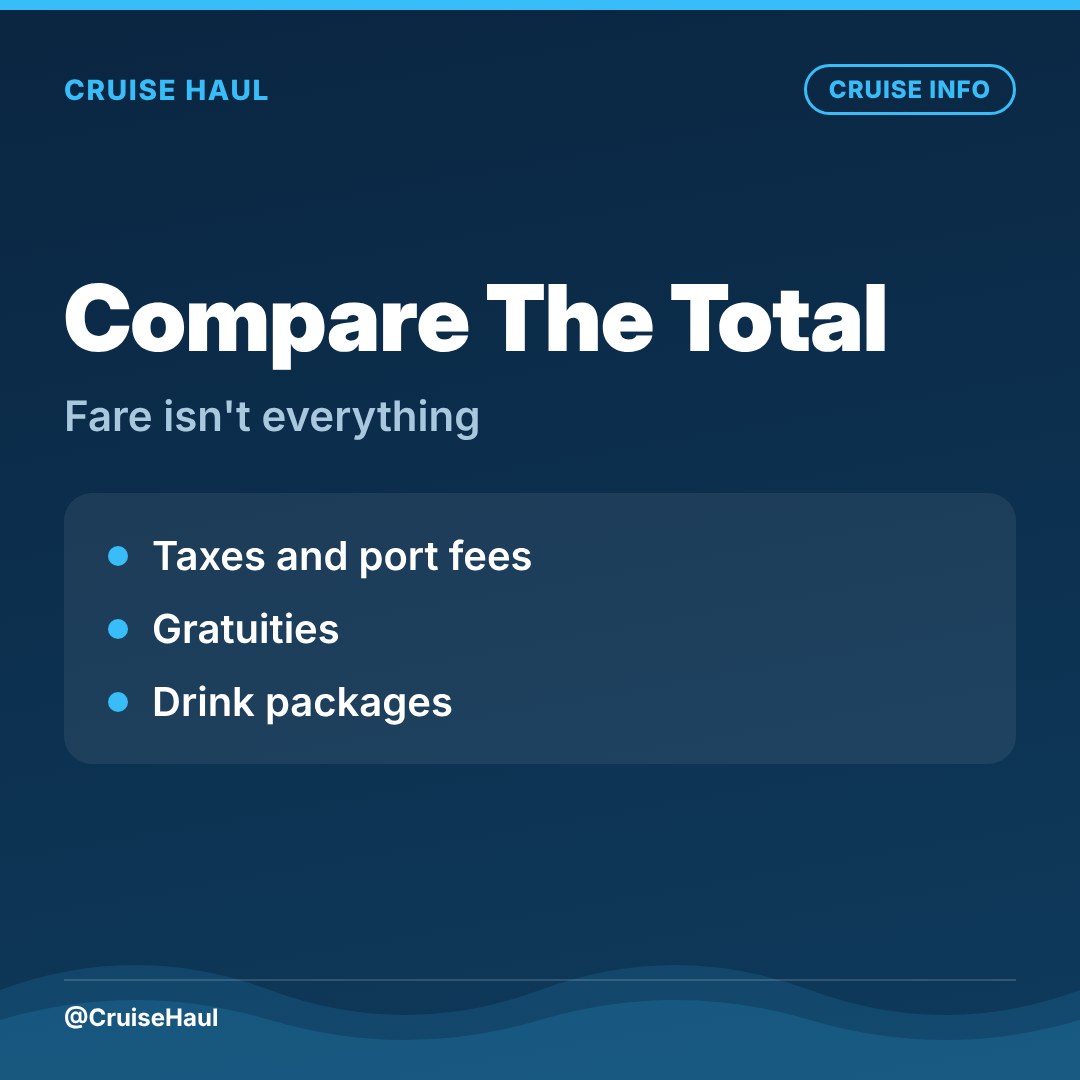 CRUISE HAUL
CRUISE INFO
Compare The Total
Fare isn't everything
Taxes and port fees
Gratuities
Drink packages
@CruiseHaul